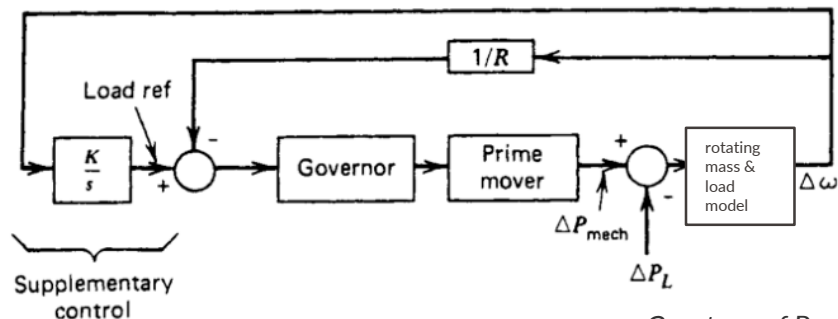 1/R
Load ref
-
K
s
+
Governor
Prime
mover
+
-
rotating
mass &
load
model
Δω
ΔP_mech
ΔP_L
Supplementary
control